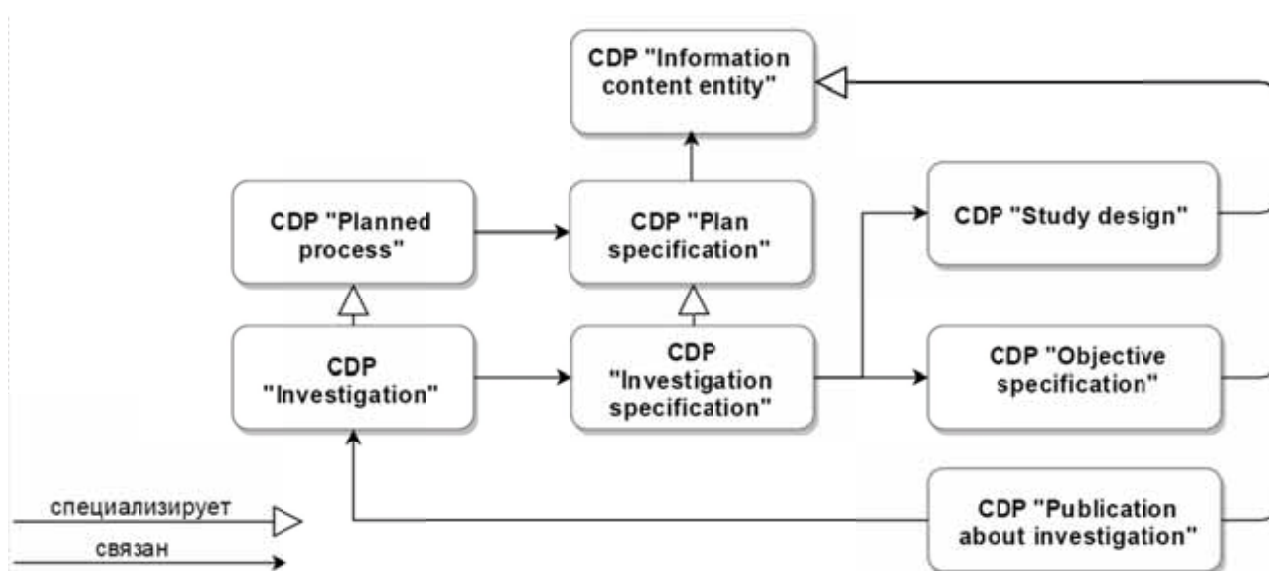 CDP "Information
content entity"
CDP "Planned
process"
CDP "Plan
specification"
CDP "Study design"
CDP
"Investigation"
CDP
"Investigation
specification"
CDP "Objective
specification"
CDP "Publication
about investigation"
специализирует
связан